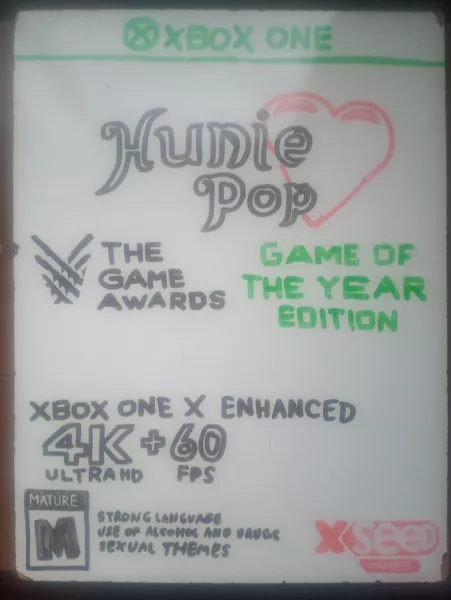 XBOX ONE
Hunie
Pop
THE
GAME
AWARDS
GAME OF
THE YEAR
EDITION
XBOX ONE X ENHANCED
4K + 60
ULTRA HD FPS
MATURE
M
STRONG LANGUAGE
USE OF ALCOHOL AND DRUGS
SEXUAL THEMES
XSEED
GAMES